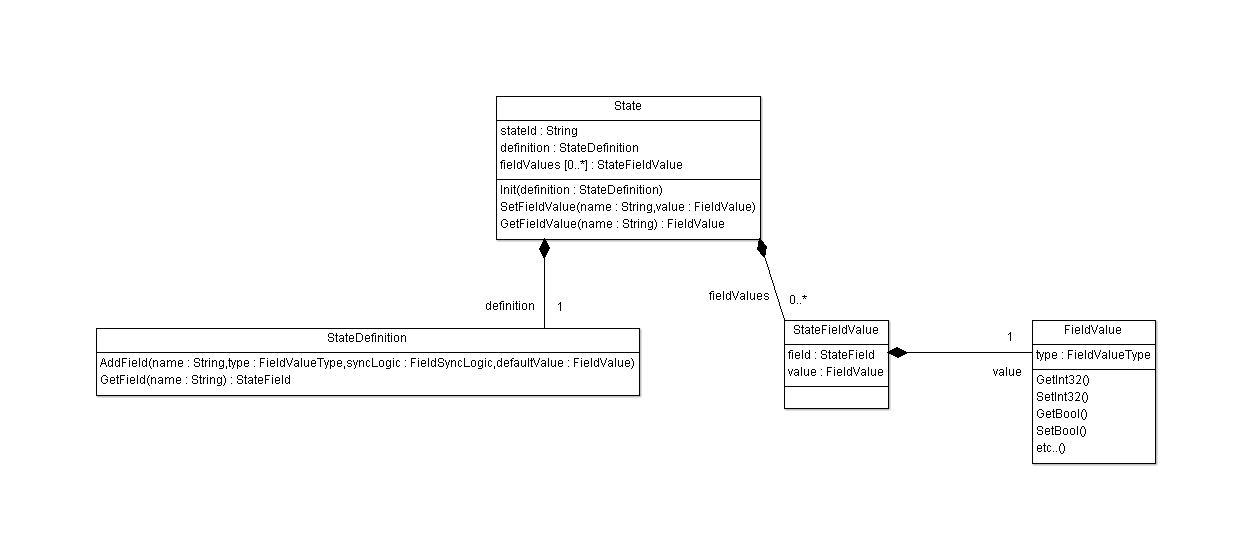 State
stateId : String
definition : StateDefinition
fieldValues [0..*] : StateFieldValue
Init(definition : StateDefinition)
SetFieldValue(name : String,value : FieldValue)
GetFieldValue(name : String) : FieldValue
definition
1
fieldValues
0..*
StateDefinition
AddField(name : String,type : FieldValueType,syncLogic : FieldSyncLogic,defaultValue : FieldValue)
GetField(name : String) : StateField
StateFieldValue
field : StateField
value : FieldValue
1
value
FieldValue
type : FieldValueType
GetInt32()
SetInt32()
GetBool()
SetBool()
etc..()